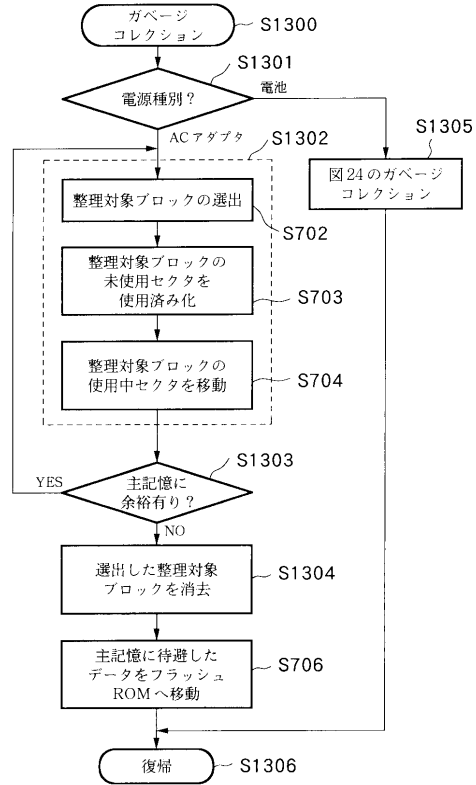 ガベージ
コレクション
S1300
S1301
電源種別？
電池
ACアダプタ
S1302
S1305
図24のガベージ
コレクション
整理対象ブロックの選出
S702
整理対象ブロックの
未使用セクタを
使用済み化
S703
整理対象ブロックの
使用中セクタを移動
S704
S1303
YES
主記憶に
余裕有り？
NO
選出した整理対象
ブロックを消去
S1304
主記憶に待避した
データをフラッシュ
ROMへ移動
S706
復帰
S1306